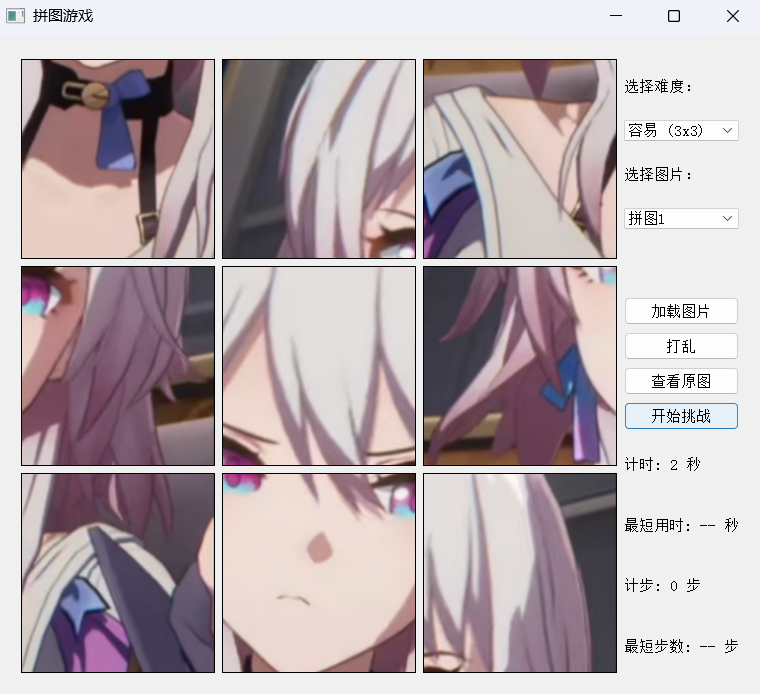 拼图游戏
选择难度：
容易 (3x3)
选择图片：
拼图1
加载图片
打乱
查看原图
开始挑战
计时: 2 秒
最短用时: -- 秒
计步: 0 步
最短步数: -- 步